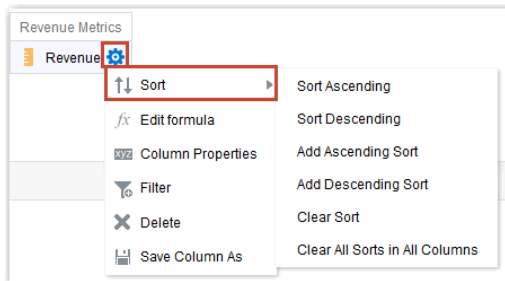 Revenue Metrics
Revenue
Sort
Edit formula
Column Properties
Filter
Delete
Save Column As
Sort Ascending
Sort Descending
Add Ascending Sort
Add Descending Sort
Clear Sort
Clear All Sorts in All Columns